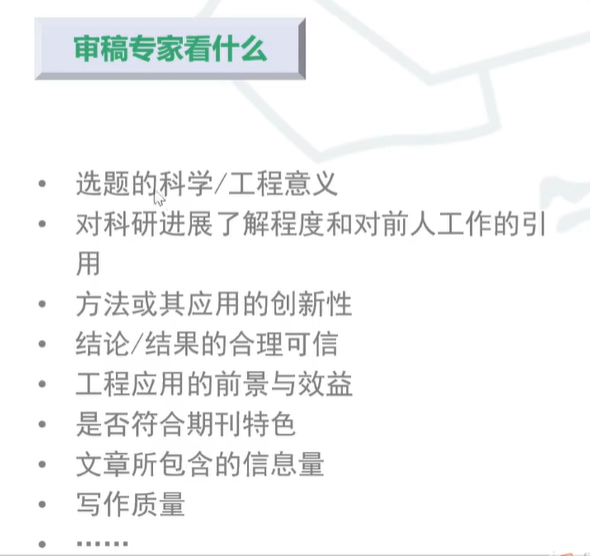 审稿专家看什么
• 选题的科学/工程意义
• 对科研进展了解程度和对前人工作的引
用
• 方法或其应用的创新性
• 结论/结果的合理可信
• 工程应用的前景与效益
• 是否符合期刊特色
• 文章所包含的信息量
• 写作质量
• ……